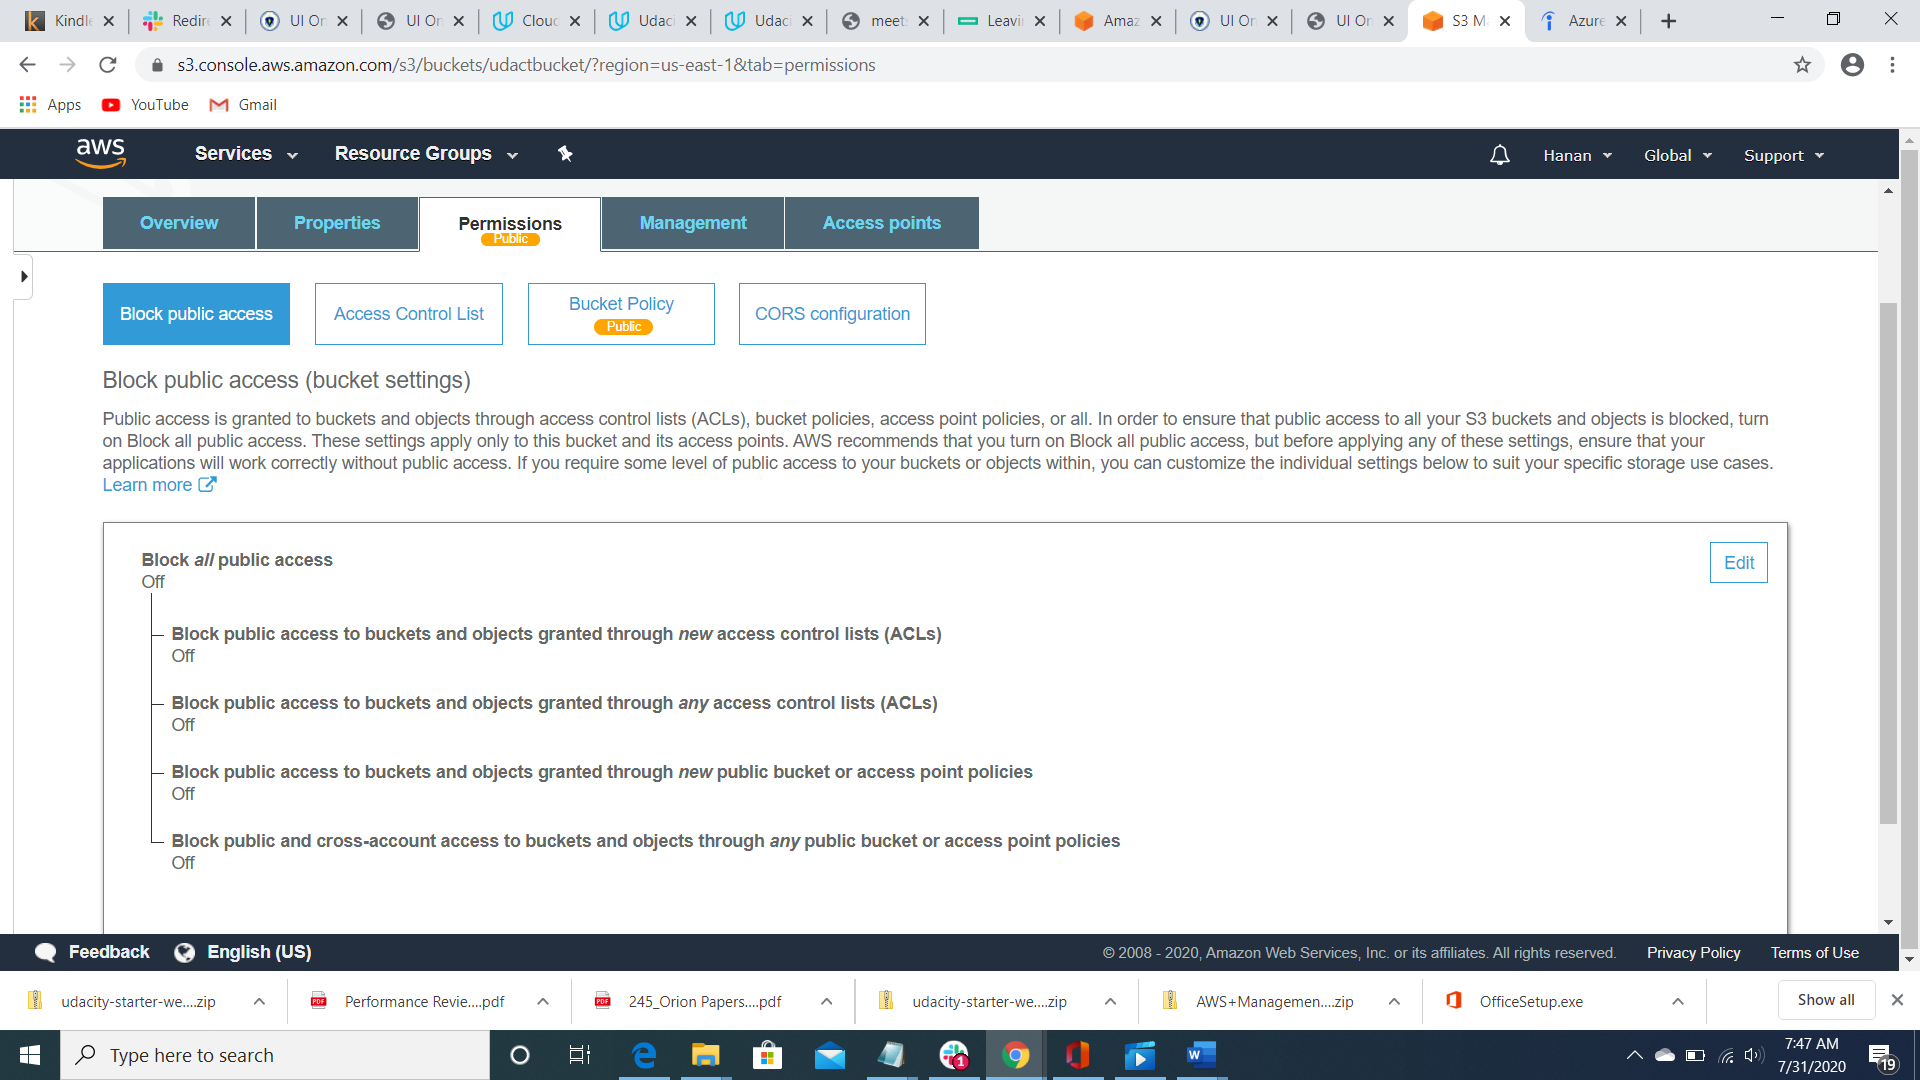 Kindle
Redire
UI On
UI On
Cloud
Udaci
Udaci
meets
Leavin
Amaz
UI On
UI On
S3 Ma
Azure
s3.console.aws.amazon.com/s3/buckets/udactbucket/?region=us-east-1&tab=permissions
Apps YouTube Gmail
aws Services Resource Groups Hanan Global Support
Overview Properties Permissions Management Access points
Public
Block public access Access Control List Bucket Policy CORS configuration
Public
Block public access (bucket settings)
Public access is granted to buckets and objects through access control lists (ACLs), bucket policies, access point policies, or all. In order to ensure that public access to all your S3 buckets and objects is blocked, turn
on Block all public access. These settings apply only to this bucket and its access points. AWS recommends that you turn on Block all public access, but before applying any of these settings, ensure that your
applications will work correctly without public access. If you require some level of public access to your buckets or objects within, you can customize the individual settings below to suit your specific storage use cases.
Learn more
Block all public access
Edit
Off
Block public access to buckets and objects granted through new access control lists (ACLs)
Off
Block public access to buckets and objects granted through any access control lists (ACLs)
Off
Block public access to buckets and objects granted through new public bucket or access point policies
Off
Block public and cross-account access to buckets and objects through any public bucket or access point policies
Off
Feedback English (US) © 2008 - 2020, Amazon Web Services, Inc. or its affiliates. All rights reserved. Privacy Policy Terms of Use
udacity-starter-we....zip Performance Revie....pdf 245_Orion Papers....pdf udacity-starter-we....zip AWS+Managemen....zip OfficeSetup.exe Show all
Type here to search
1
7:47 AM
7/31/2020
19